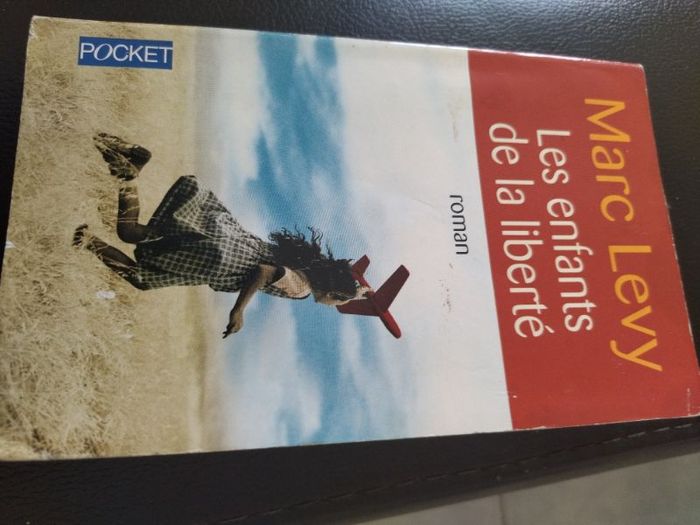 Marc Levy
Les enfants
de la liberté
roman
POCKET